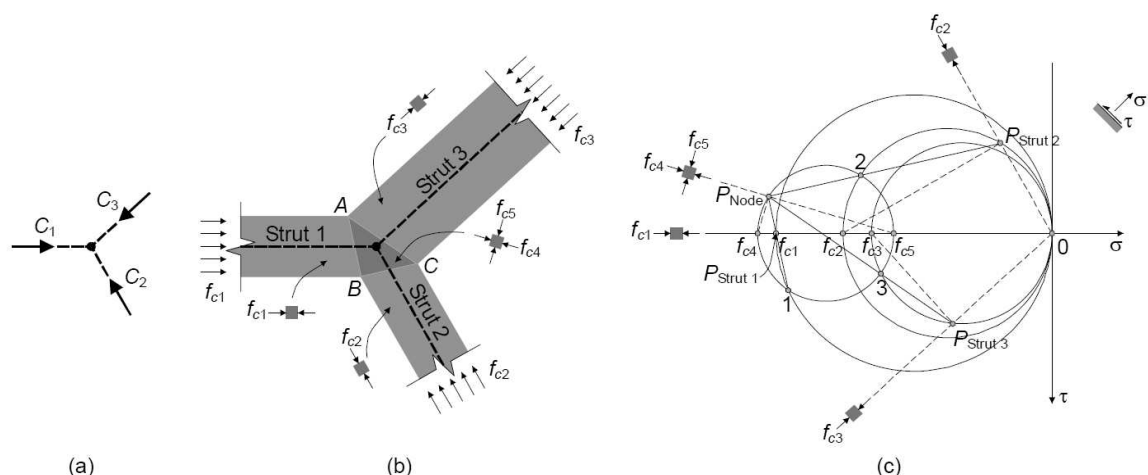 C1
C3
C2
(a)
fc1
Strut 1
A
B
C
fc1
fc3
Strut 3
fc3
fc5
fc4
Strut 2
fc2
fc2
(b)
fc2
σ
τ
fc5
fc4
PNode
2
PStrut 2
fc1
fc4
fc1
fc2
fc3
fc5
0
σ
PStrut 1
1
3
PStrut 3
fc3
τ
(c)